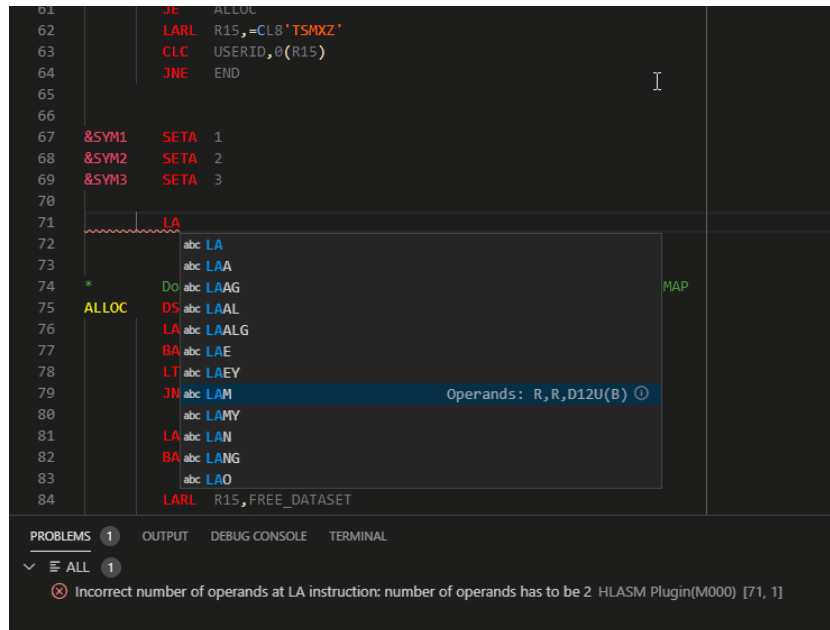 61 JE ALLOC
62 LARL R15,=CL8'TSMXZ'
63 CLC USERID,0(R15)
64 JNE END
65
66
67 &SYM1 SETA 1
68 &SYM2 SETA 2
69 &SYM3 SETA 3
70
71 LA
72 abc LA
73 abc LAA
74 * Do abc LAAG MAP
75 ALLOC DS abc LAAL
76 LA abc LAALG
77 BA abc LAE
78 LT abc LAEY
79 JN abc LAM Operands: R,R,D12U(B)
80 abc LAMY
81 LA abc LAN
82 BA abc LANG
83 abc LAO
84 LARL R15,FREE_DATASET
PROBLEMS 1 OUTPUT DEBUG CONSOLE TERMINAL
ALL 1
Incorrect number of operands at LA instruction: number of operands has to be 2 HLASM Plugin(M000) [71, 1]